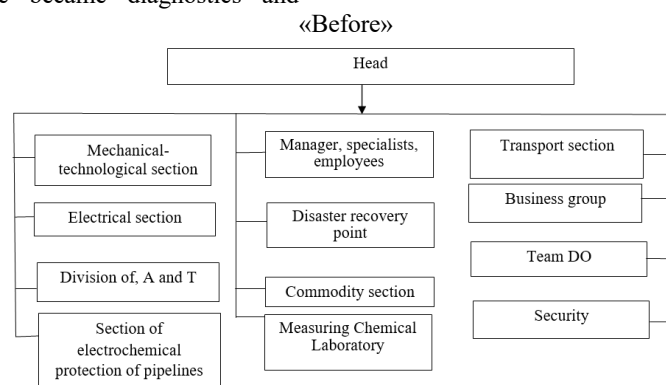 became diagnostics and
«Before»
Head
Mechanical-
technological section
Electrical section
Division of, A and T
Section of
electrochemical
protection of pipelines
Manager, specialists,
employees
Disaster recovery
point
Commodity section
Measuring Chemical
Laboratory
Transport section
Business group
Team DO
Security